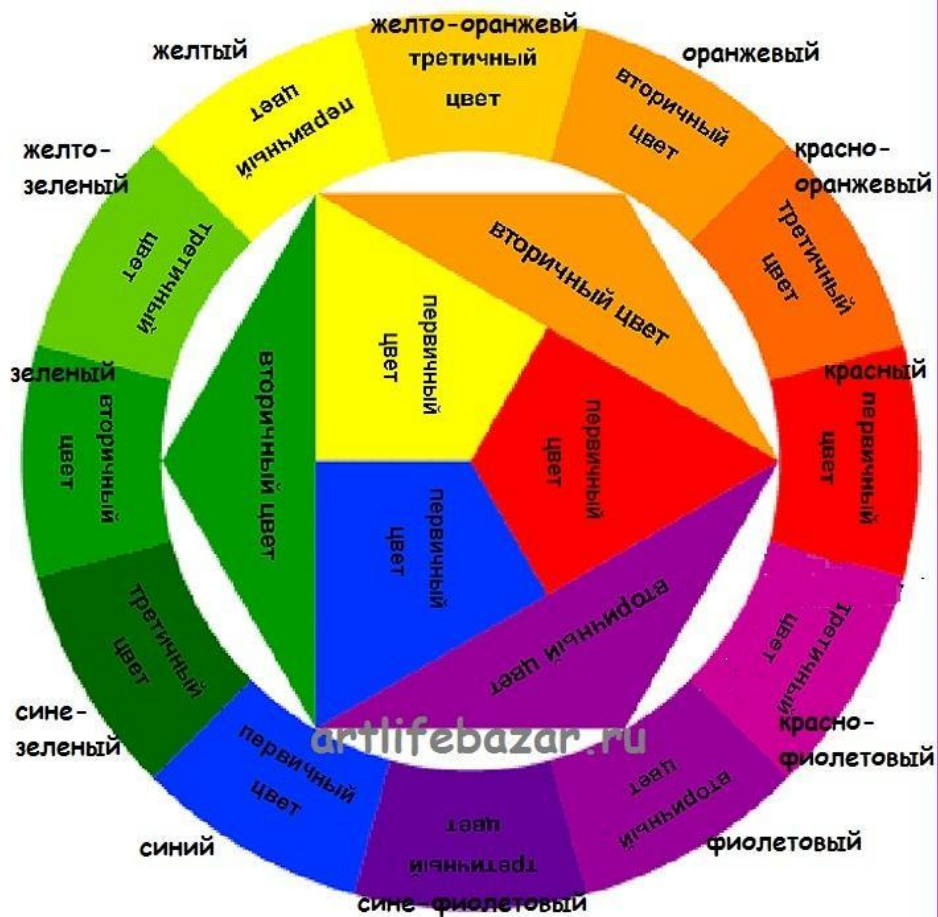 желто-оранжевй
третичный
цвет
оранжевый
вторичный
цвет
красно-
оранжевый
третичный
цвет
красный
первичный
цвет
красно-
фиолетовый
третичный
цвет
фиолетовый
вторичный
цвет
сине-фиолетовый
третичный
цвет
синий
первичный
цвет
сине-
зеленый
третичный
цвет
зеленый
вторичный
цвет
желто-
зеленый
третичный
цвет
желтый
первичный
цвет
вторичный цвет
первичный
цвет
первичный
цвет
вторичный цвет
первичный
цвет
вторичный цвет
artlifebazar.ru